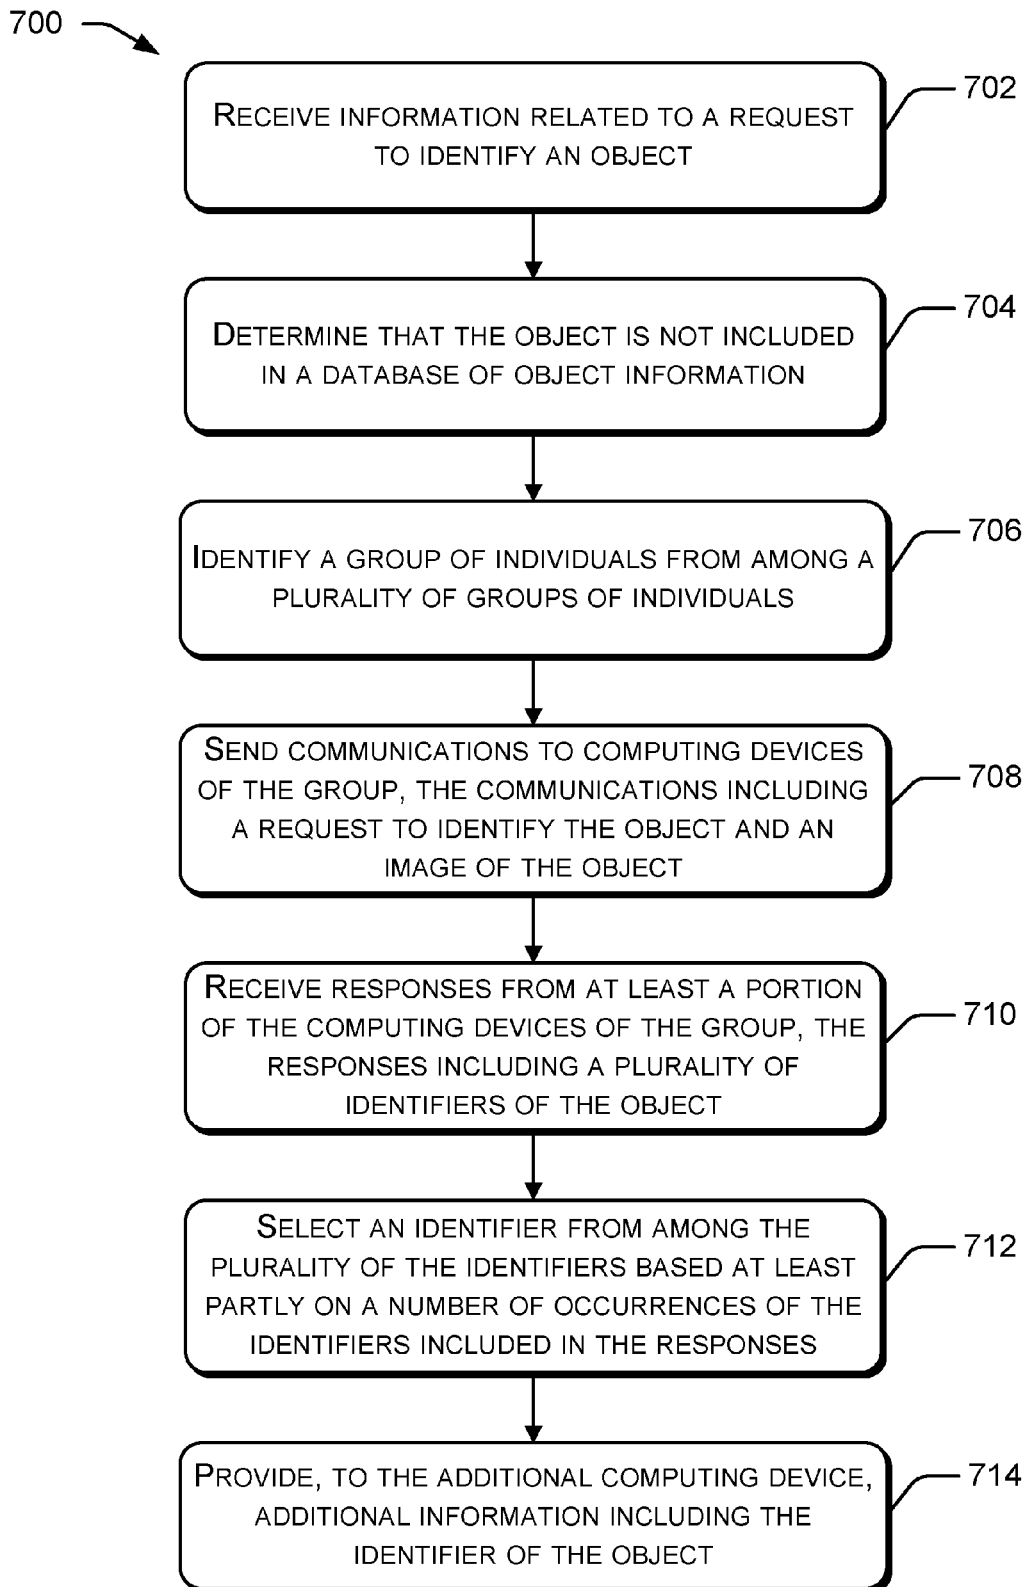 700
RECEIVE INFORMATION RELATED TO A REQUEST
TO IDENTIFY AN OBJECT
702
DETERMINE THAT THE OBJECT IS NOT INCLUDED
IN A DATABASE OF OBJECT INFORMATION
704
IDENTIFY A GROUP OF INDIVIDUALS FROM AMONG A
PLURALITY OF GROUPS OF INDIVIDUALS
706
SEND COMMUNICATIONS TO COMPUTING DEVICES
OF THE GROUP, THE COMMUNICATIONS INCLUDING
A REQUEST TO IDENTIFY THE OBJECT AND AN
IMAGE OF THE OBJECT
708
RECEIVE RESPONSES FROM AT LEAST A PORTION
OF THE COMPUTING DEVICES OF THE GROUP, THE
RESPONSES INCLUDING A PLURALITY OF
IDENTIFIERS OF THE OBJECT
710
SELECT AN IDENTIFIER FROM AMONG THE
PLURALITY OF THE IDENTIFIERS BASED AT LEAST
PARTLY ON A NUMBER OF OCCURRENCES OF THE
IDENTIFIERS INCLUDED IN THE RESPONSES
712
PROVIDE, TO THE ADDITIONAL COMPUTING DEVICE,
ADDITIONAL INFORMATION INCLUDING THE
IDENTIFIER OF THE OBJECT
714